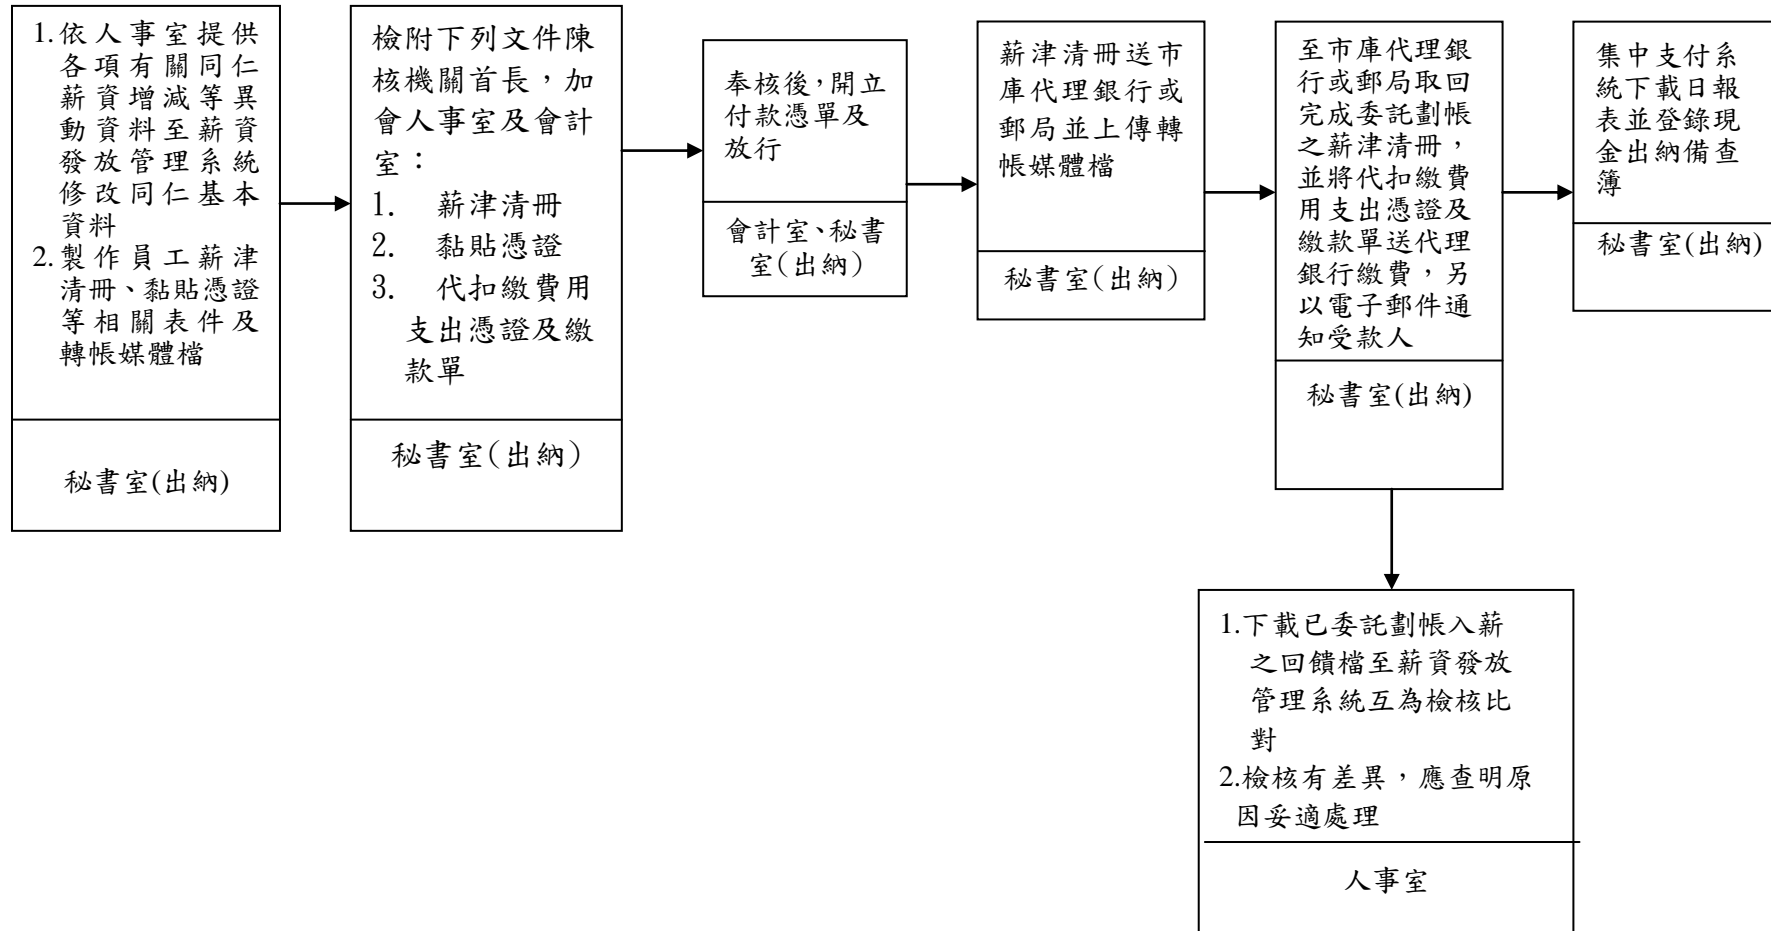 1.依人事室提供
各項有關同仁
薪資增減等異
動資料至薪資
發放管理系統
修改同仁基本
資料
2.製作員工薪津
清冊、黏貼憑證
等相關表件及
轉帳媒體檔
秘書室(出納)
檢附下列文件陳
核機關首長，加
會人事室及會計
室：
1. 薪津清冊
2. 黏貼憑證
3. 代扣繳費用
支出憑證及繳
款單
秘書室(出納)
奉核後，開立
付款憑單及
放行
會計室、秘書
室(出納)
薪津清冊送市
庫代理銀行或
郵局並上傳轉
帳媒體檔
秘書室(出納)
至市庫代理銀
行或郵局取回
完成委託劃帳
之薪津清冊，
並將代扣繳費
用支出憑證及
繳款單送代理
銀行繳費，另
以電子郵件通
知受款人
秘書室(出納)
集中支付系
統下載日報
表並登錄現
金出納備查
簿
秘書室(出納)
1.下載已委託劃帳入薪
之回饋檔至薪資發放
管理系統互為檢核比
對
2.檢核有差異，應查明原
因妥適處理
人事室